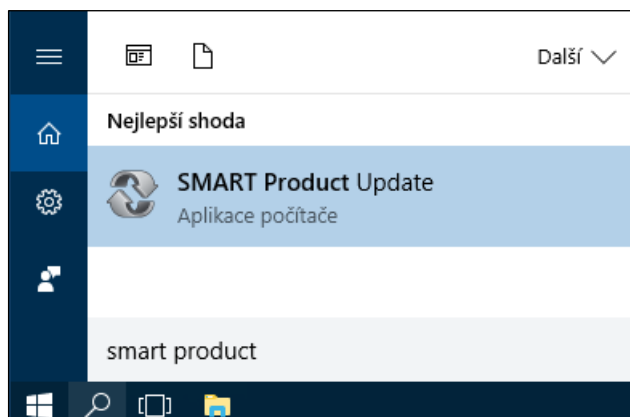 Další
Nejlepší shoda
SMART Product Update
Aplikace počítače
smart product